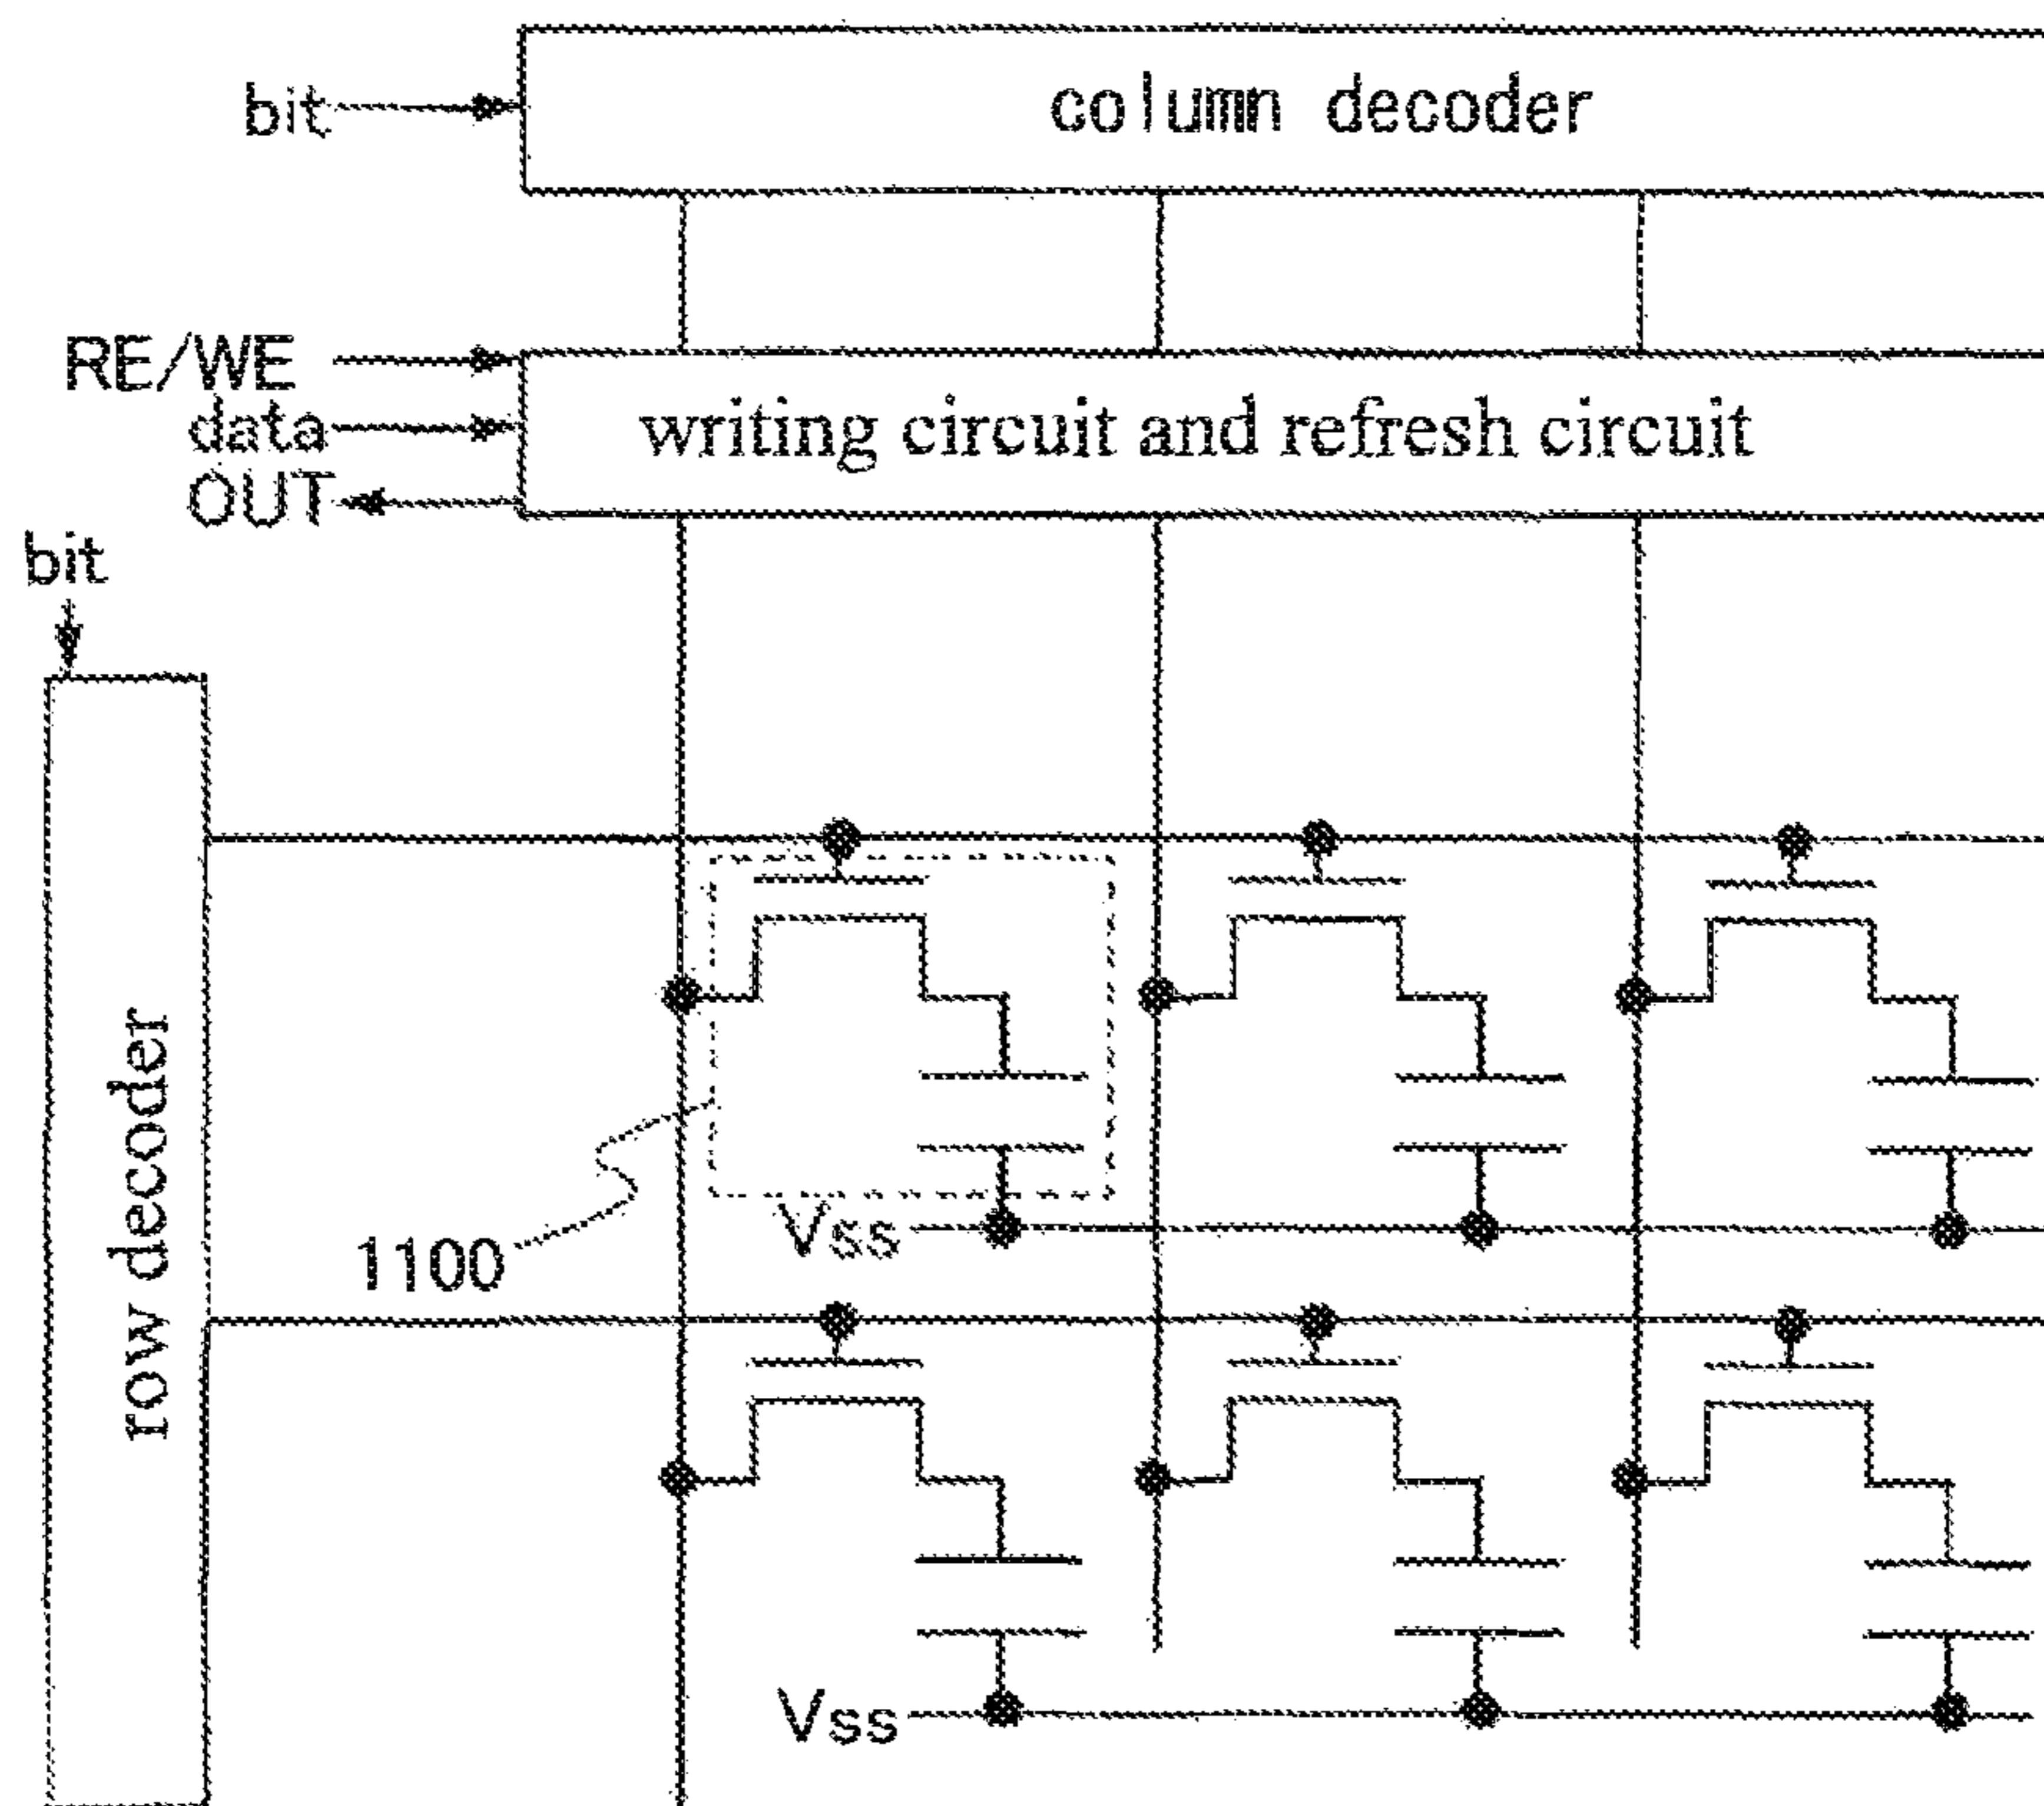 bit
column decoder
RE/WE
data
OUT
writing circuit and refresh circuit
bit
row decoder
1100
Vss
Vss